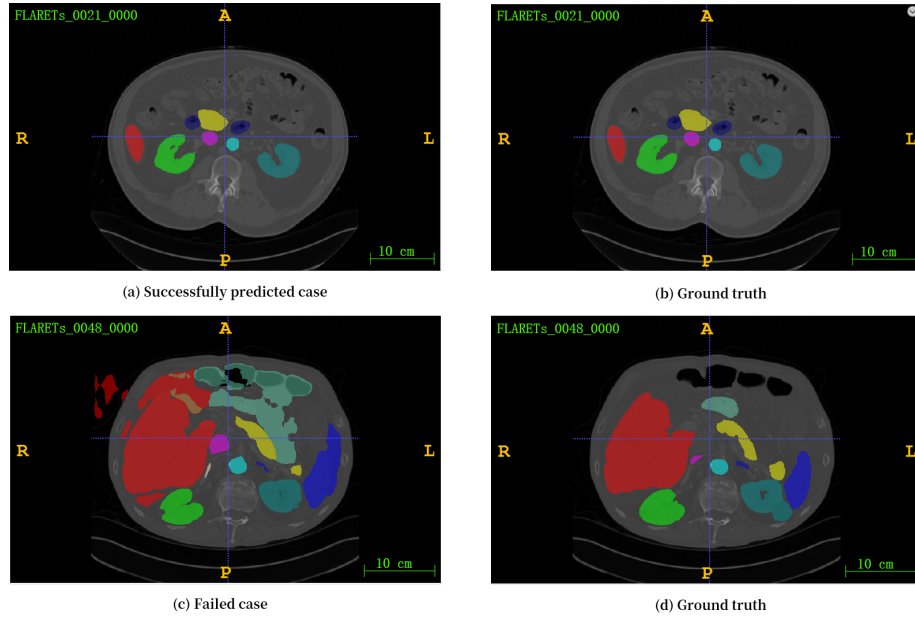 FLARETs_0021_0000
A
R
L
P
10 cm
FLARETs_0021_0000
A
R
L
P
10 cm
(a) Successfully predicted case
(b) Ground truth
FLARETs_0048_0000
A
R
L
P
10 cm
FLARETs_0048_0000
A
R
L
P
10 cm
(c) Failed case
(d) Ground truth